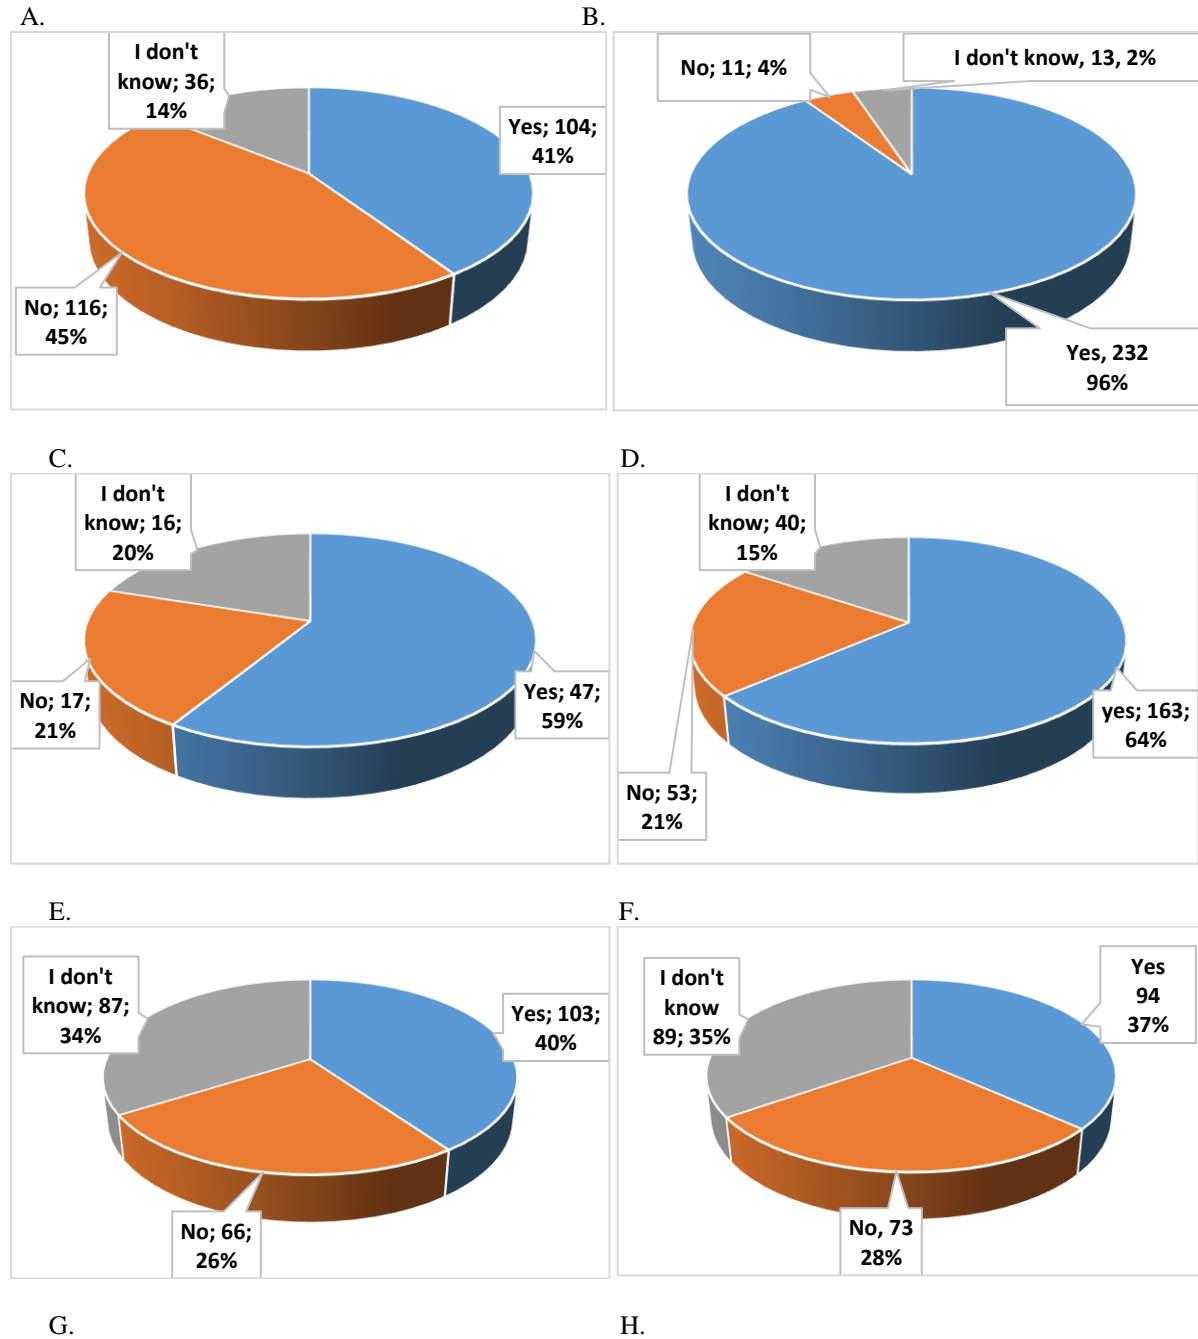 A.
B.
I don't
know; 36;
14%
Yes; 104;
41%
No; 116;
45%
No; 11; 4%
I don't know, 13, 2%
Yes, 232
96%
C.
D.
I don't
know; 16;
20%
No; 17;
21%
Yes; 47;
59%
I don't
know; 40;
15%
yes; 163;
64%
No; 53;
21%
E.
F.
I don't
know; 87;
34%
Yes; 103;
40%
No; 66;
26%
I don't
know
89; 35%
Yes
94
37%
No, 73
28%
G.
H.